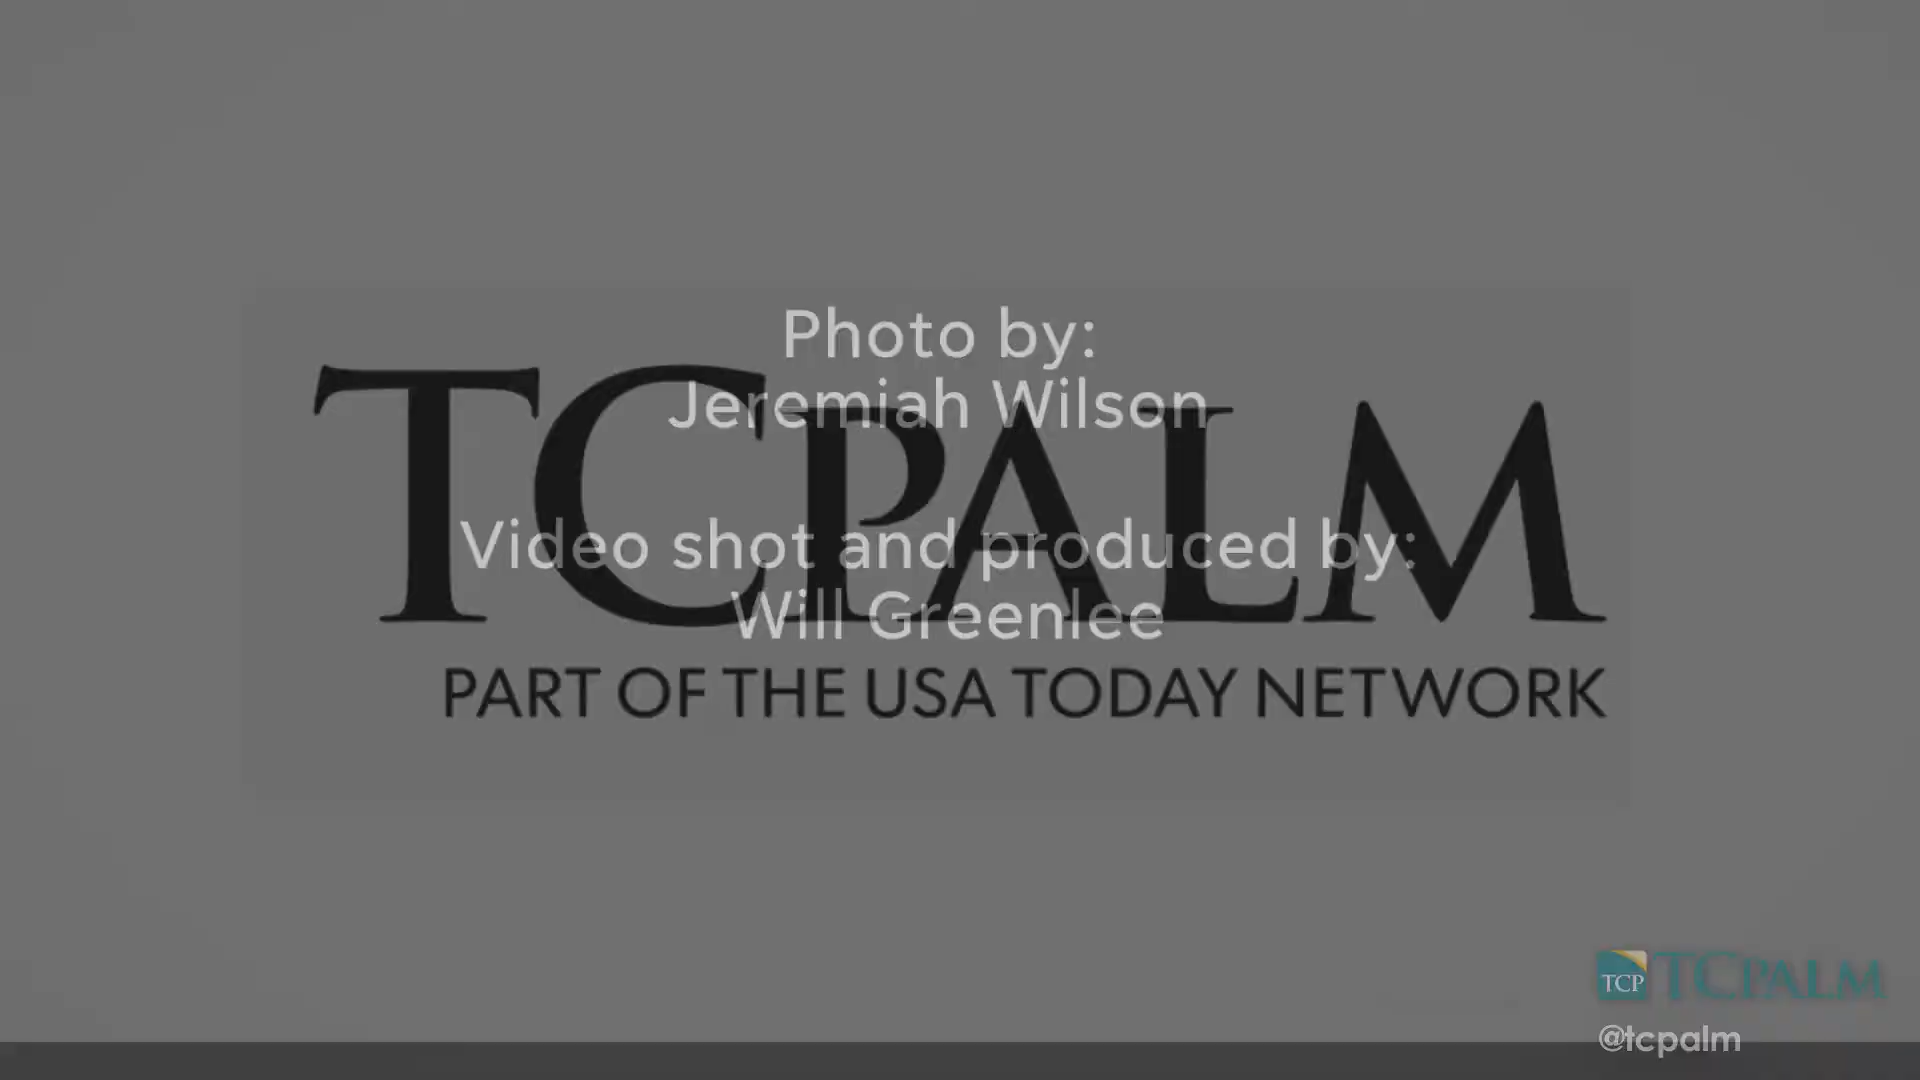 Photo by:
Jeremiah Wilson
TCPALM
Video shot and produced by:
Will Greenlee
PART OF THE USA TODAY NETWORK
TCP TCPALM
@tcpalm